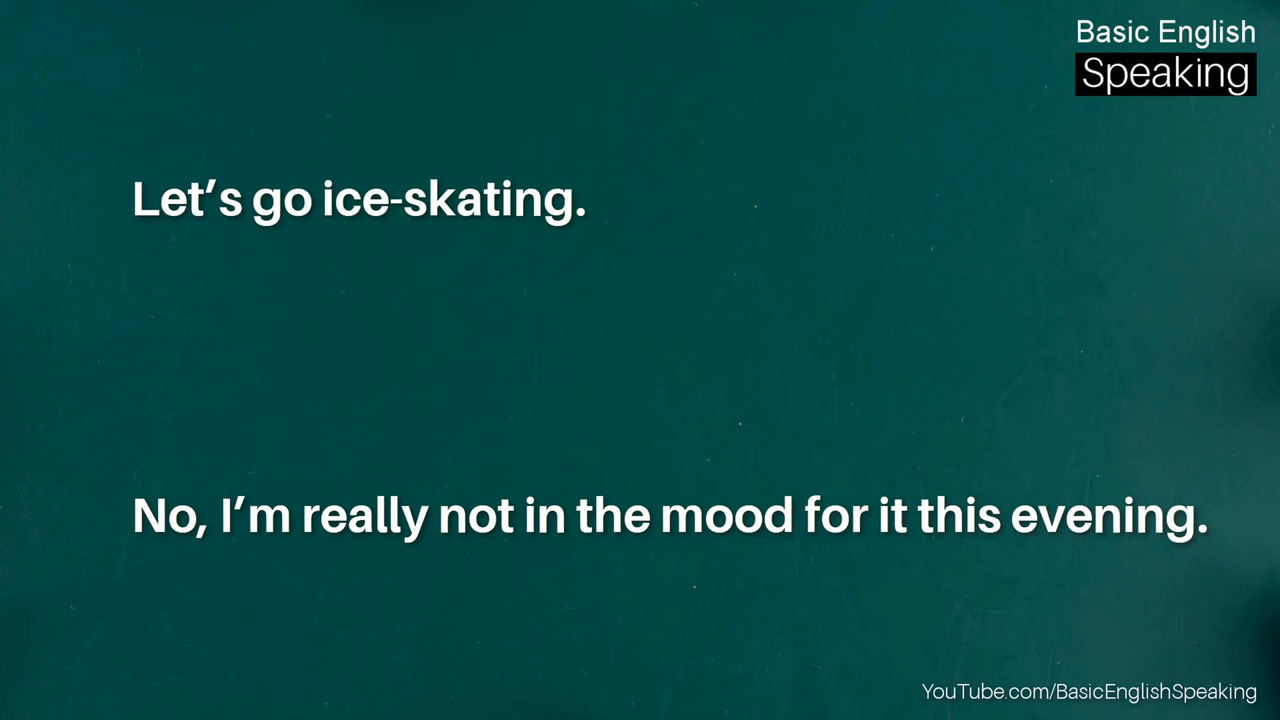 Basic English
Speaking
Let’s go ice-skating.
No, I’m really not in the mood for it this evening.
YouTube.com/BasicEnglishSpeaking